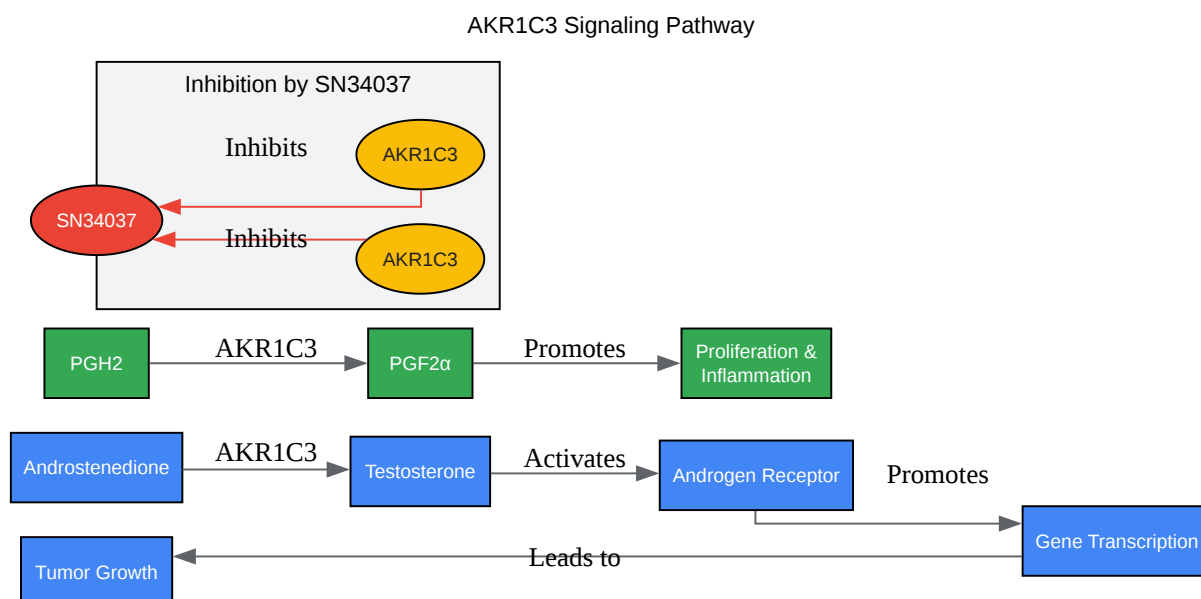 AKR1C3 Signaling Pathway
Inhibition by SN34037
Inhibits
AKR1C3
SN34037
Inhibits
AKR1C3
PGH2
AKR1C3
PGF2α
Promotes
Proliferation &
Inflammation
Androstenedione
AKR1C3
Testosterone
Activates
Androgen Receptor
Promotes
Gene Transcription
Leads to
Tumor Growth